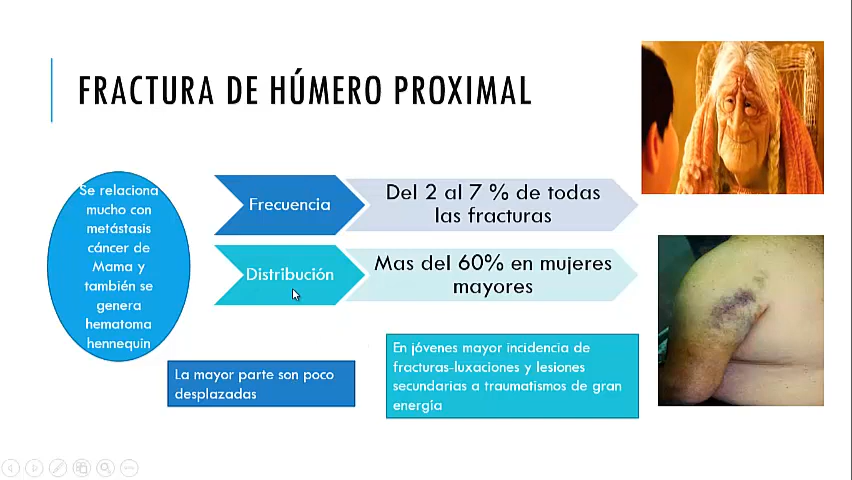 FRACTURA DE HÚMERO PROXIMAL
Se relaciona
mucho con
metástasis
cáncer de
Mama y
también se
genera
hematoma
hennequin
Frecuencia
Del 2 al 7 % de todas
las fracturas
Distribución
Mas del 60% en mujeres
mayores
La mayor parte son poco
desplazadas
En jóvenes mayor incidencia de
fracturas-luxaciones y lesiones
secundarias a traumatismos de gran
energía